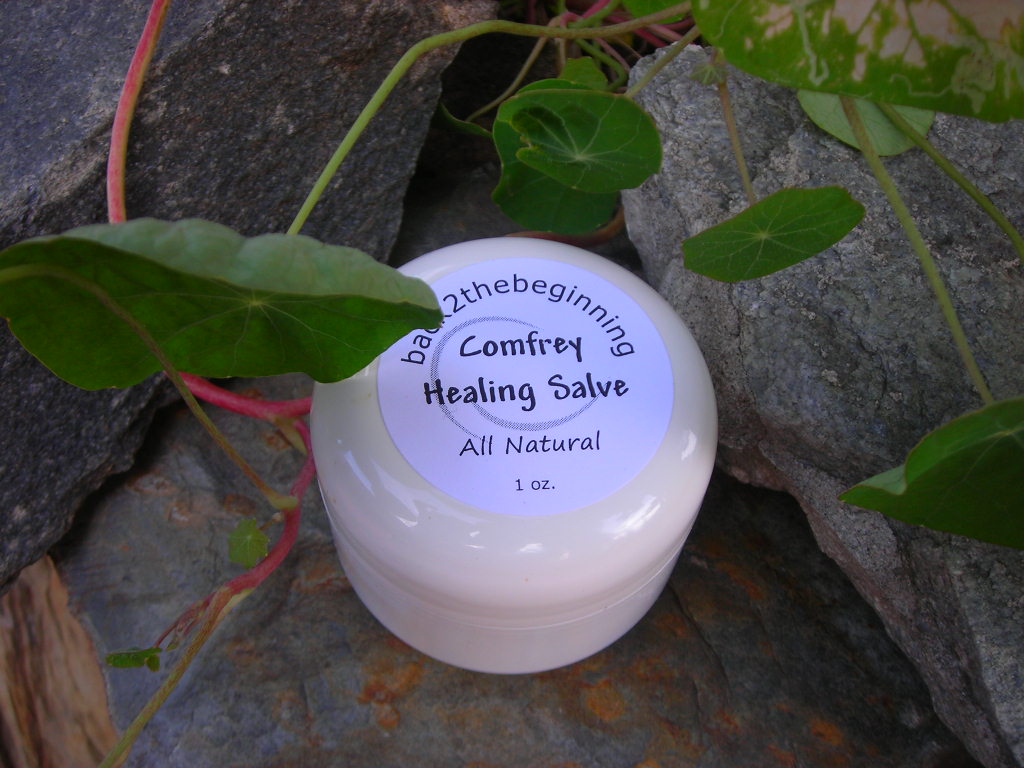 back2thebeginning
Comfrey
Healing Salve
All Natural
1 oz.